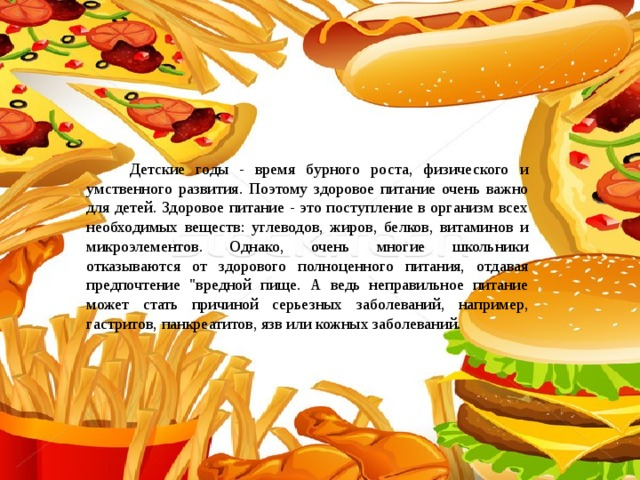 Детские годы - время бурного роста, физического и
умственного развития. Поэтому здоровое питание очень важно
для детей. Здоровое питание - это поступление в организм всех
необходимых веществ: углеводов, жиров, белков, витаминов и
микроэлементов. Однако, очень многие школьники
отказываются от здорового полноценного питания, отдавая
предпочтение "вредной пище. А ведь неправильное питание
может стать причиной серьезных заболеваний, например,
гастритов, панкреатитов, язв или кожных заболеваний.